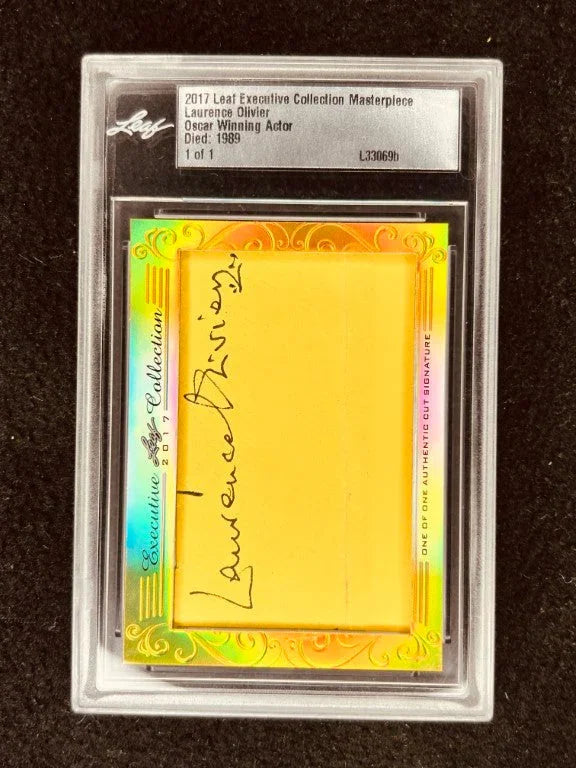 Leaf
2017 Leaf Executive Collection Masterpiece
Laurence Olivier
Oscar Winning Actor
Died: 1989
1 of 1 L33069b
Executive Leaf Collection
2017
Laurence Olivier
ONE OF ONE AUTHENTIC CUT SIGNATURE